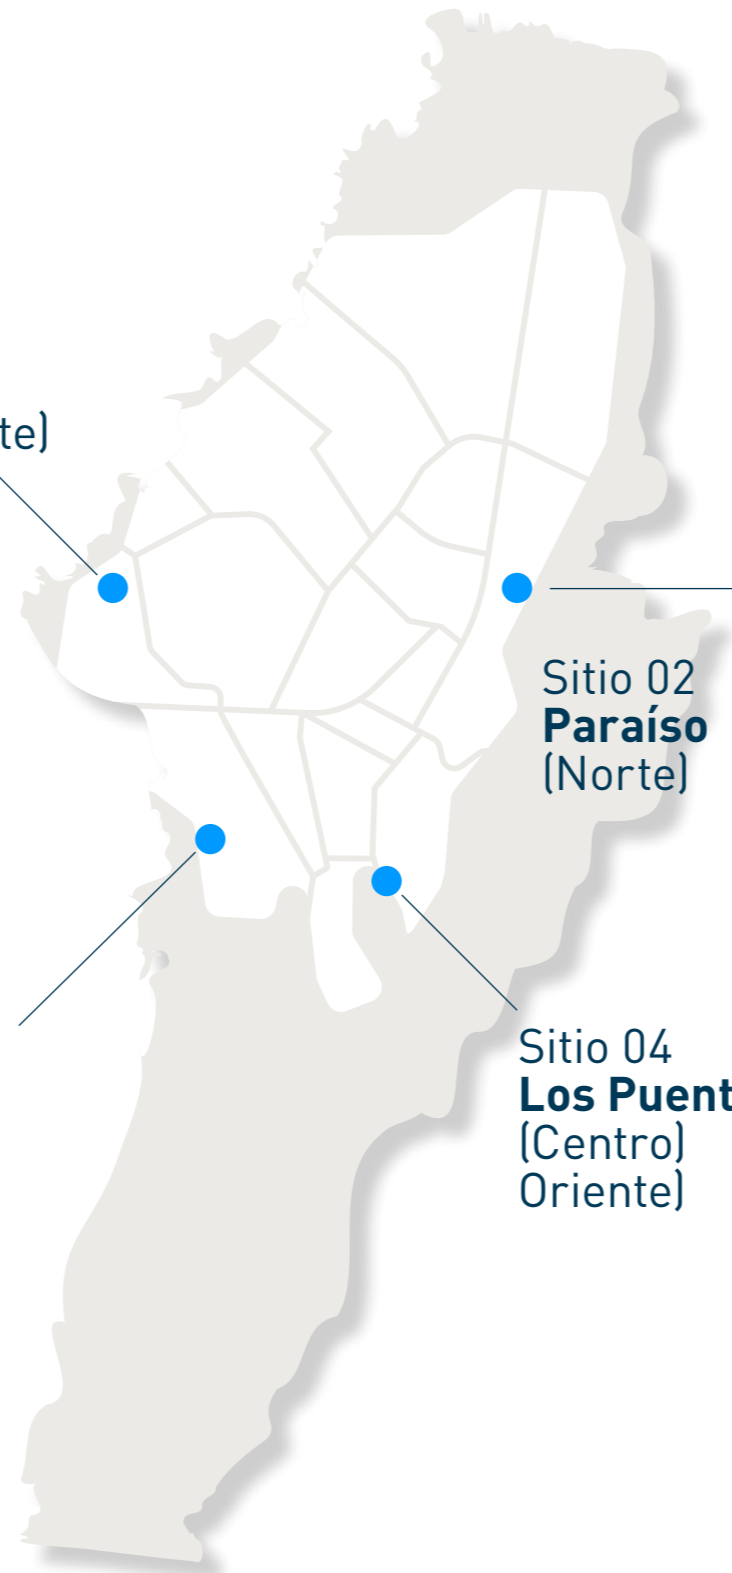 te)
Sitio 02
Paraíso
(Norte)
Sitio 04
Los Puent
(Centro)
Oriente)